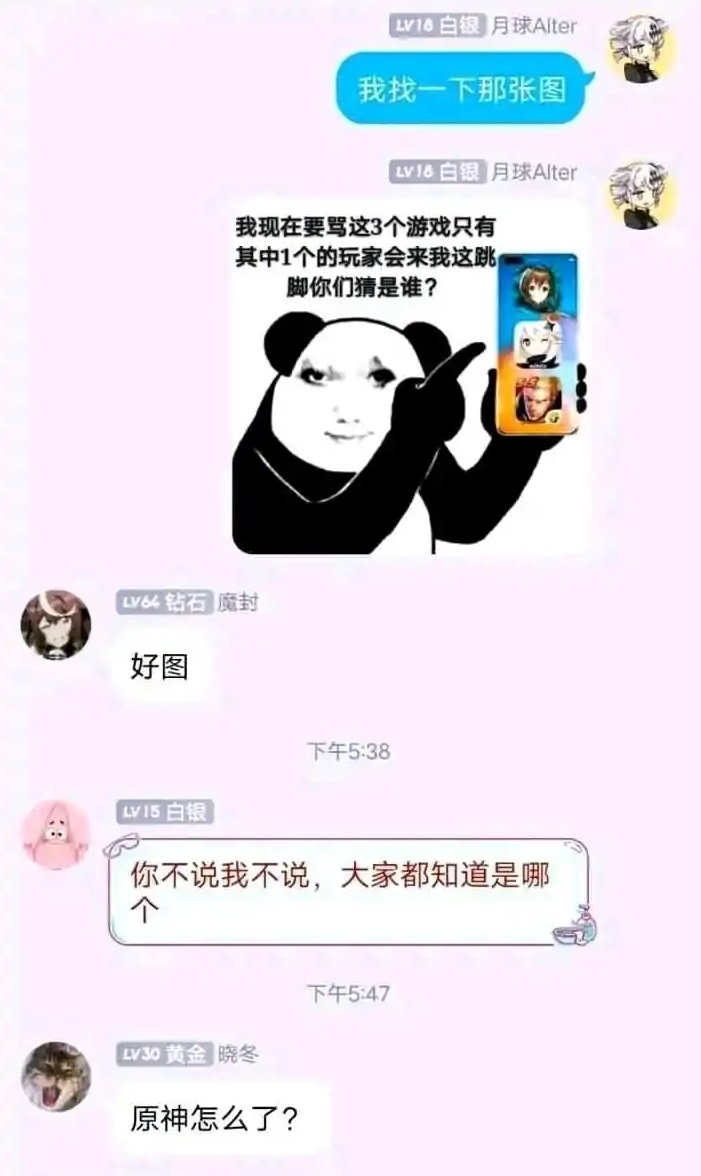 LV18 白银 月球Alter
我找一下那张图
LV18 白银 月球Alter
我现在要骂这3个游戏只有
其中1个的玩家会来我这跳
脚你们猜是谁？
LV64 钻石 魔封
好图
下午5:38
LV15 白银
你不说我不说，大家都知道是哪
个
下午5:47
LV30 黄金 晓冬
原神怎么了？